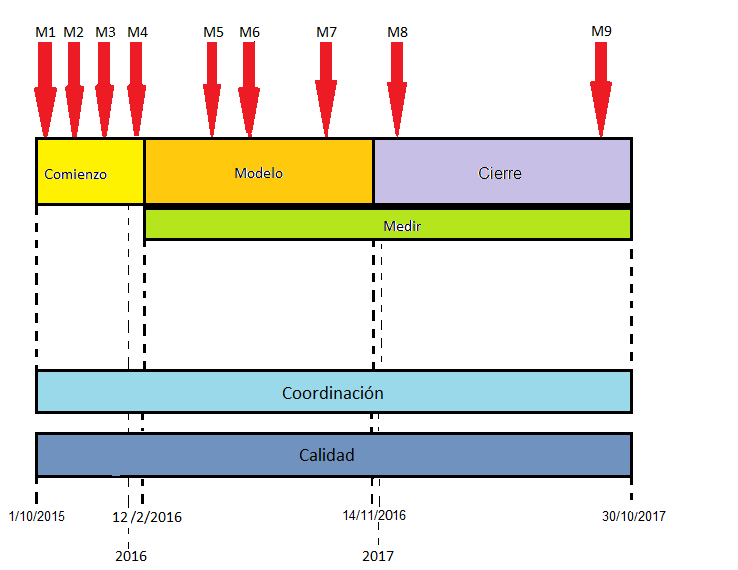 M1 M2 M3 M4 M5 M6 M7 M8 M9
Comienzo Modelo Cierre
Medir
Coordinación
Calidad
1/10/2015 12/2/2016 14/11/2016 30/10/2017
2016 2017